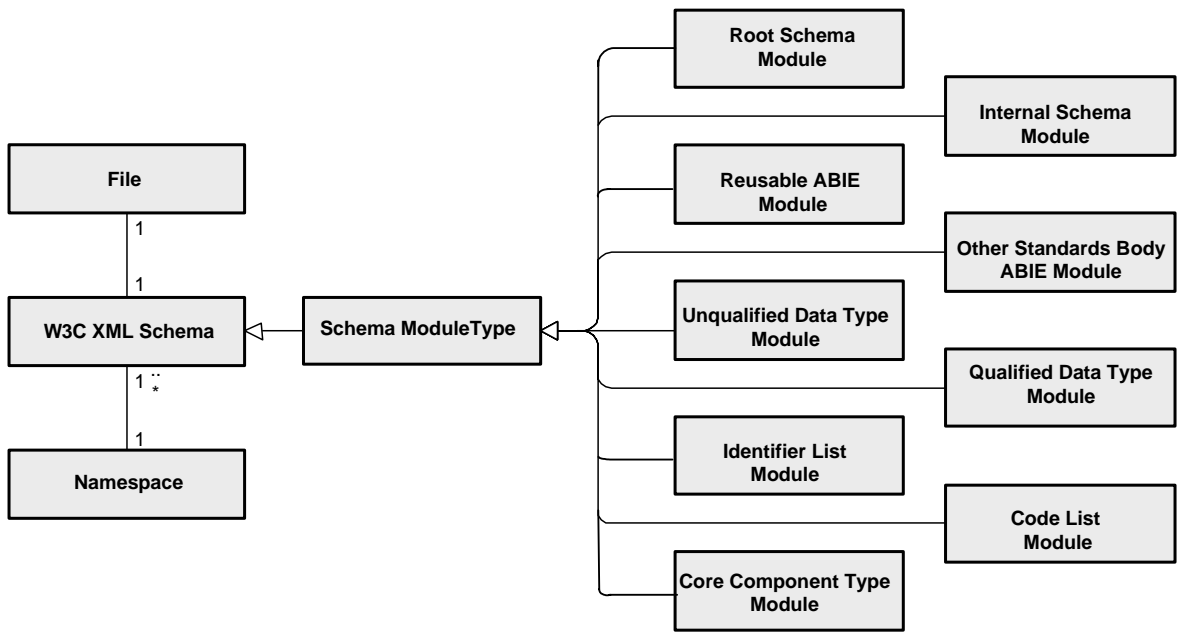 Root Schema
Module
Internal Schema
Module
File
Reusable ABIE
Module
1
Other Standards Body
ABIE Module
1
W3C XML Schema
Schema ModuleType
Unqualified Data Type
Module
1 ..
*
Qualified Data Type
Module
1
Identifier List
Module
Namespace
Code List
Module
Core Component Type
Module